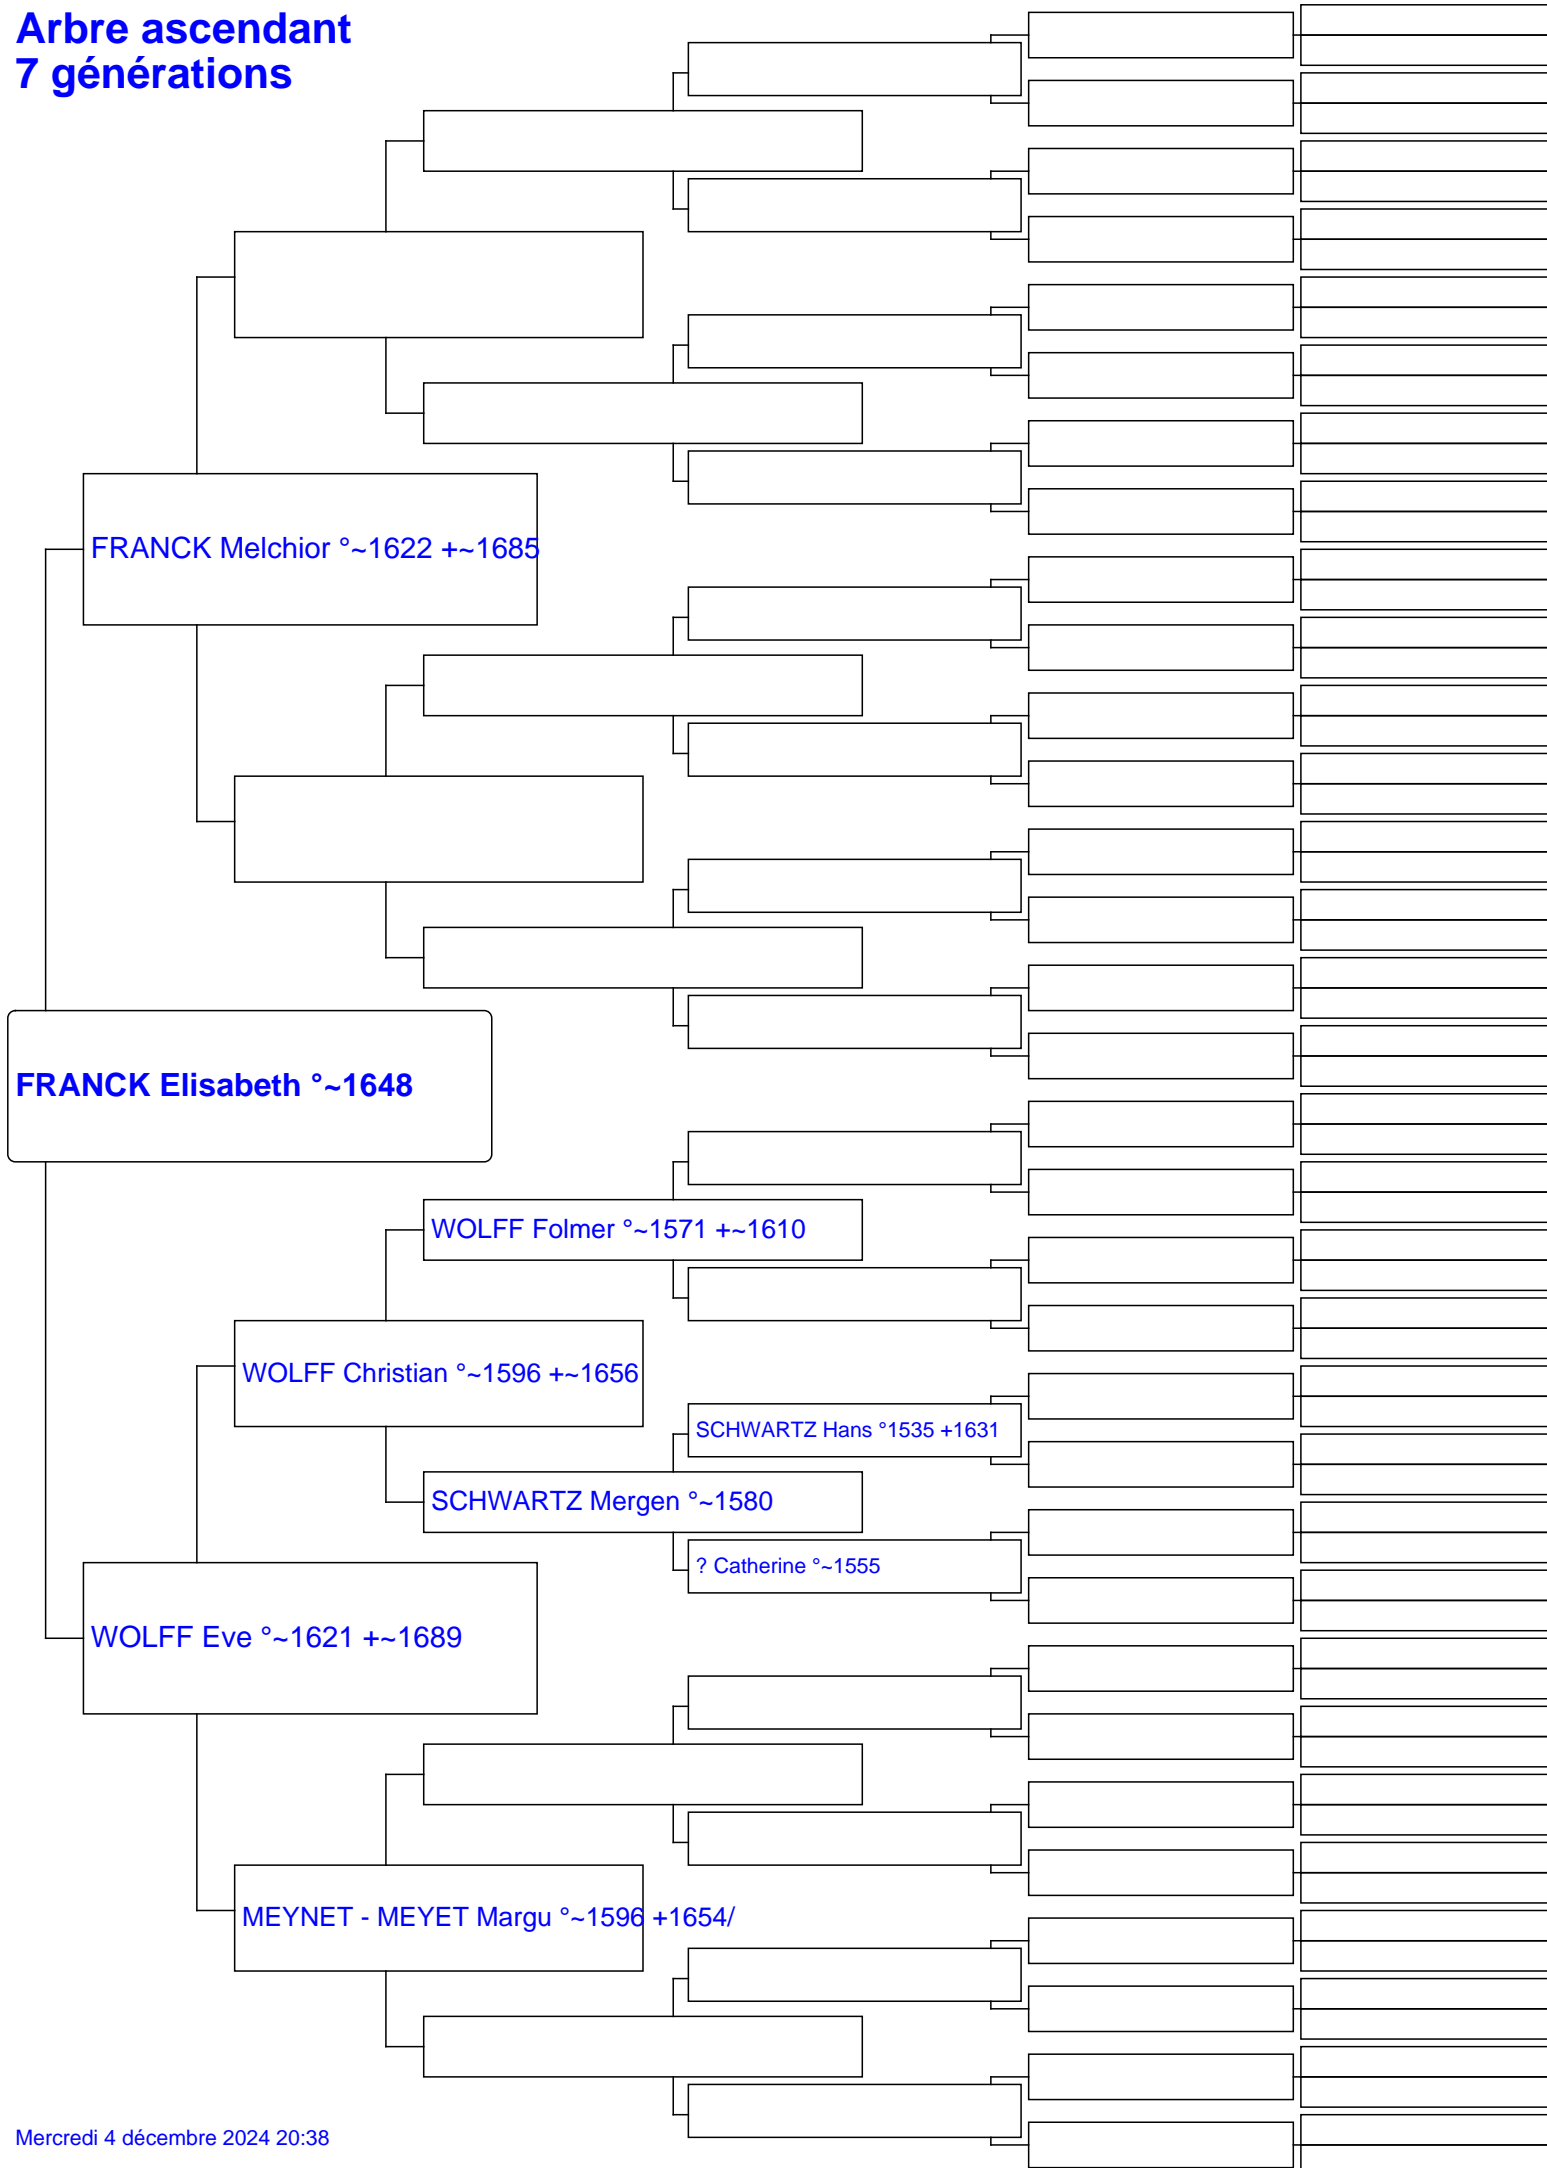 Arbre ascendant
7 générations
FRANCK Melchior °~1622 +~1685
FRANCK Elisabeth °~1648
WOLFF Folmer °~1571 +~1610
WOLFF Christian °~1596 +~1656
SCHWARTZ Hans °1535 +1631
SCHWARTZ Mergen °~1580
? Catherine °~1555
WOLFF Eve °~1621 +~1689
MEYNET - MEYET Margu °~1596 +1654/
Mercredi 4 décembre 2024 20:38